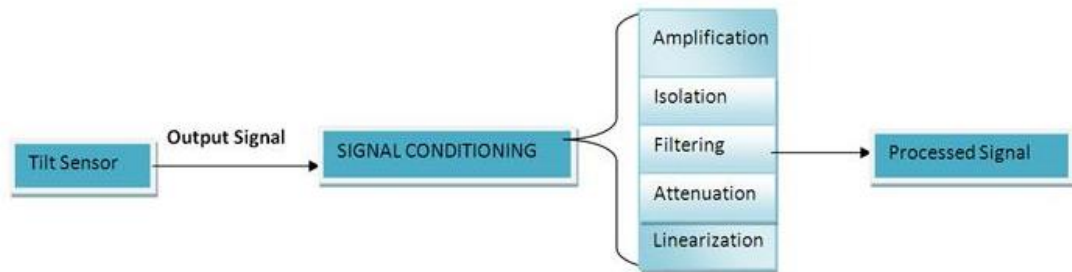 Tilt Sensor
Output Signal
SIGNAL CONDITIONING
Amplification
Isolation
Filtering
Attenuation
Linearization
Processed Signal